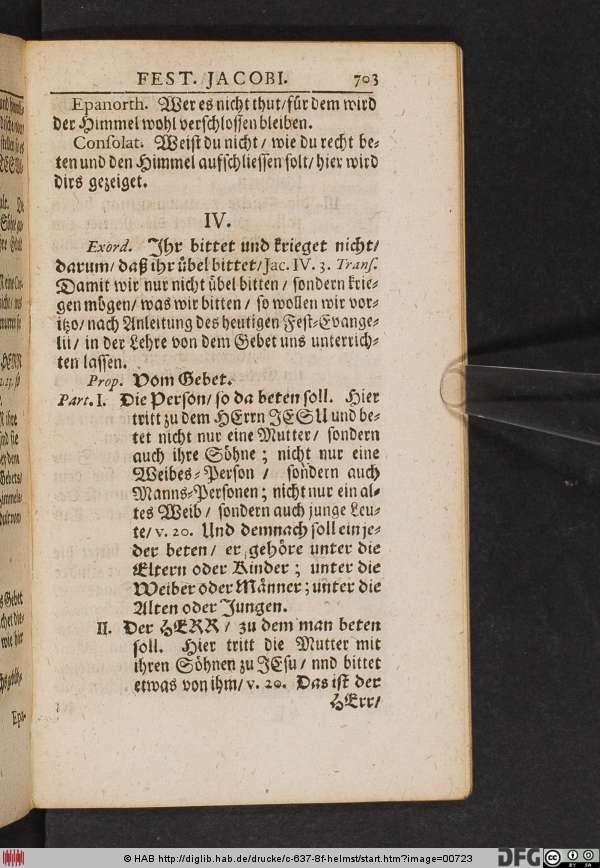 FEST. JACOBI. 703
Epanorth. Wer es nicht thut/ für dem wird
der Himmel wohl verschlossen bleiben.
Consolat. Weist du nicht/ wie du recht be-
ten und den Himmel aufschliessen solt/ hier wird
dirs gezeiget.
IV.
Exord. Ihr bittet und krieget nicht/
darum/ daß ihr übel bittet/ Jac. IV. 3. Trans.
Damit wir nur nicht übel bitten/ sondern krie-
gen mögen/ was wir bitten/ so wollen wir vor-
itzo/ nach Anleitung des heutigen Fest-Evange-
lii/ in der Lehre von dem Gebet uns unterrich-
ten lassen.
Prop. Vom Gebet.
Part. I. Die Person/ so da beten soll. Hier
tritt zu dem HErrn JESU und be-
tet nicht nur eine Mutter/ sondern
auch ihre Söhne; nicht nur eine
Weibes-Person/ sondern auch
Manns-Personen; nicht nur ein al-
tes Weib/ sondern auch junge Leu-
te/ v. 20. Und demnach soll ein je-
der beten/ er gehöre unter die
Eltern oder Kinder; unter die
Weiber oder Männer; unter die
Alten oder Jungen.
II. Der HERR/ zu dem man beten
soll. Hier tritt die Mutter mit
ihren Söhnen zu JEsu/ nnd bittet
etwas von ihm/ v. 20. Das ist der
HErr/
Epa-
© HAB http://diglib.hab.de/drucke/c-637-8f-helmst/start.htm?image=00723
DFG
BY SA